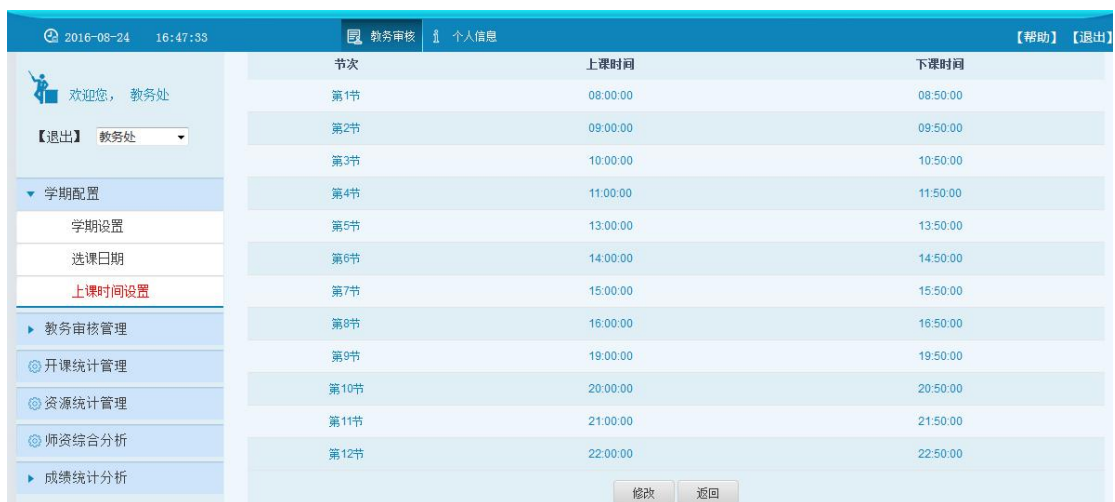 2016-08-24 16:47:33 教务审核 个人信息 【帮助】 【退出】
欢迎您， 教务处
【退出】 教务处
学期配置
学期设置
选课日期
上课时间设置
教务审核管理
开课统计管理
资源统计管理
师资综合分析
成绩统计分析
节次 上课时间 下课时间
第1节 08:00:00 08:50:00
第2节 09:00:00 09:50:00
第3节 10:00:00 10:50:00
第4节 11:00:00 11:50:00
第5节 13:00:00 13:50:00
第6节 14:00:00 14:50:00
第7节 15:00:00 15:50:00
第8节 16:00:00 16:50:00
第9节 19:00:00 19:50:00
第10节 20:00:00 20:50:00
第11节 21:00:00 21:50:00
第12节 22:00:00 22:50:00
修改 返回